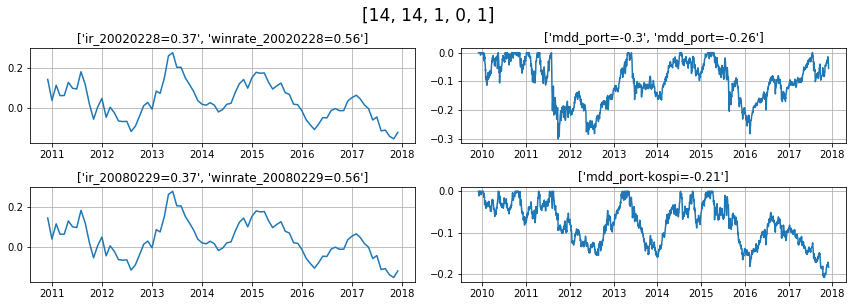 [14, 14, 1, 0, 1]
['ir_20020228=0.37', 'winrate_20020228=0.56']
0.2
0.0
2011 2012 2013 2014 2015 2016 2017 2018
['mdd_port=-0.3', 'mdd_port=-0.26']
0.0
−0.1
−0.2
−0.3
2010 2011 2012 2013 2014 2015 2016 2017 2018
['ir_20080229=0.37', 'winrate_20080229=0.56']
0.2
0.0
2011 2012 2013 2014 2015 2016 2017 2018
['mdd_port-kospi=-0.21']
0.0
−0.1
−0.2
2010 2011 2012 2013 2014 2015 2016 2017 2018